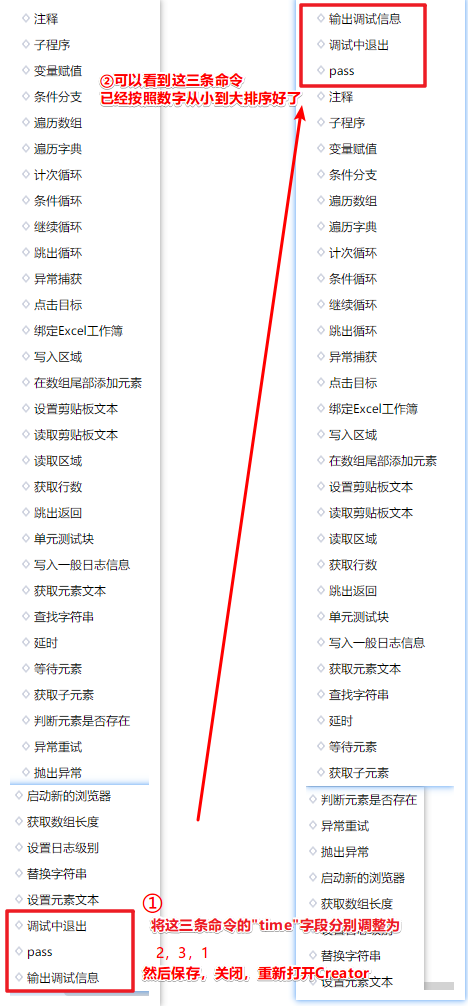 注释
子程序
变量赋值
条件分支
遍历数组
遍历字典
计次循环
条件循环
继续循环
跳出循环
异常捕获
点击目标
绑定Excel工作簿
写入区域
在数组尾部添加元素
设置剪贴板文本
读取剪贴板文本
读取区域
获取行数
跳出返回
单元测试块
写入一般日志信息
获取元素文本
查找字符串
延时
等待元素
获取子元素
判断元素是否存在
异常重试
抛出异常
启动新的浏览器
获取数组长度
设置日志级别
替换字符串
设置元素文本
调试中退出
pass
输出调试信息
②可以看到这三条命令
已经按照数字从小到大排序好了
①
将这三条命令的"time"字段分别调整为
2，3，1
然后保存，关闭，重新打开Creator
输出调试信息
调试中退出
pass
注释
子程序
变量赋值
条件分支
遍历数组
遍历字典
计次循环
条件循环
继续循环
跳出循环
异常捕获
点击目标
绑定Excel工作簿
写入区域
在数组尾部添加元素
设置剪贴板文本
读取剪贴板文本
读取区域
获取行数
跳出返回
单元测试块
写入一般日志信息
获取元素文本
查找字符串
延时
等待元素
获取子元素
判断元素是否存在
异常重试
抛出异常
启动新的浏览器
获取数组长度
设置日志级别
替换字符串
设置元素文本